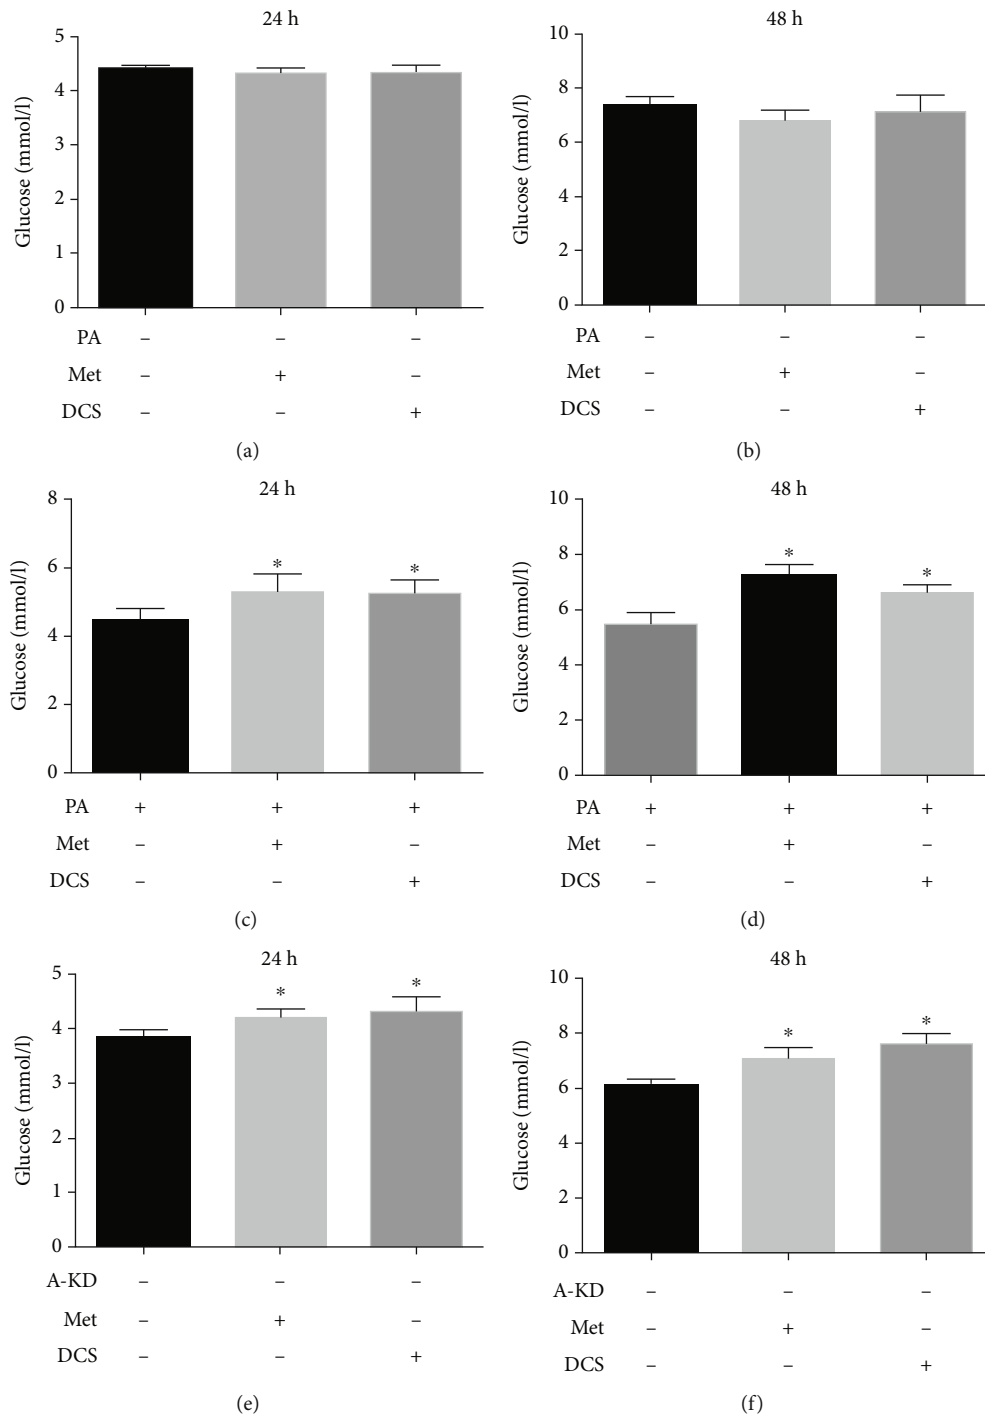 24 h
Glucose (mmol/l)
5
4
3
2
1
0
PA – – –
Met – + –
DCS – – +
(a)
48 h
Glucose (mmol/l)
10
8
6
4
2
0
PA – – –
Met – + –
DCS – – +
(b)
24 h
Glucose (mmol/l)
8
6
4
2
0
* *
PA + + +
Met – + –
DCS – – +
(c)
48 h
Glucose (mmol/l)
10
8
6
4
2
0
* *
PA + + +
Met – + –
DCS – – +
(d)
24 h
Glucose (mmol/l)
5
4
3
2
1
0
* *
A-KD – – –
Met – + –
DCS – – +
(e)
48 h
Glucose (mmol/l)
10
8
6
4
2
0
* *
A-KD – – –
Met – + –
DCS – – +
(f)